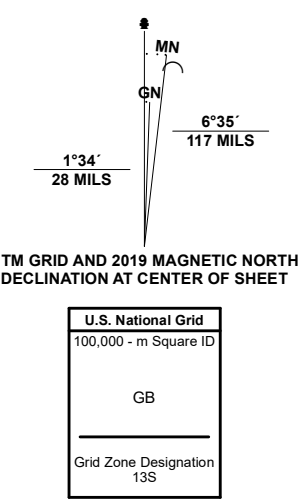 MN
GN
6°35´
117 MILS
1°34´
28 MILS
TM GRID AND 2019 MAGNETIC NORTH
DECLINATION AT CENTER OF SHEET
U.S. National Grid
100,000 - m Square ID
GB
Grid Zone Designation
13S